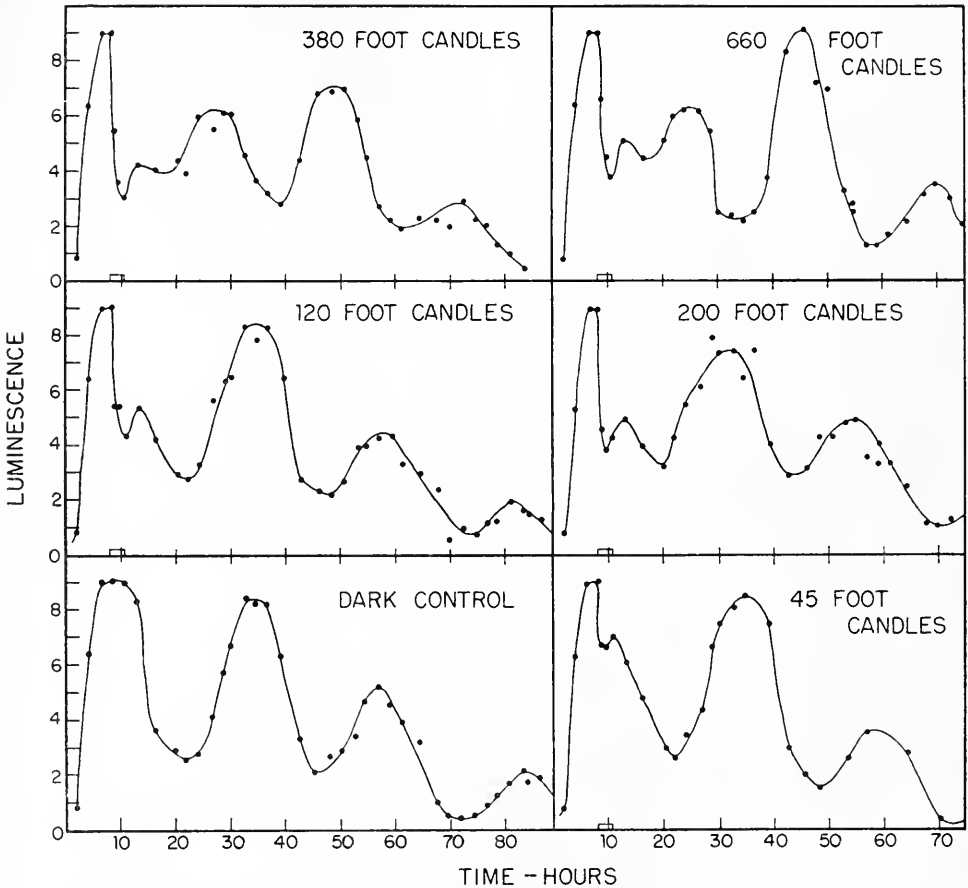 380 FOOT CANDLES
660 FOOT
CANDLES
8
6
4
2
0
120 FOOT CANDLES
200 FOOT CANDLES
8
6
4
2
0
LUMINESCENCE
DARK CONTROL
45 FOOT
CANDLES
8
6
4
2
0
10 20 30 40 50 60 70 80 10 20 30 40 50 60 70
TIME - HOURS